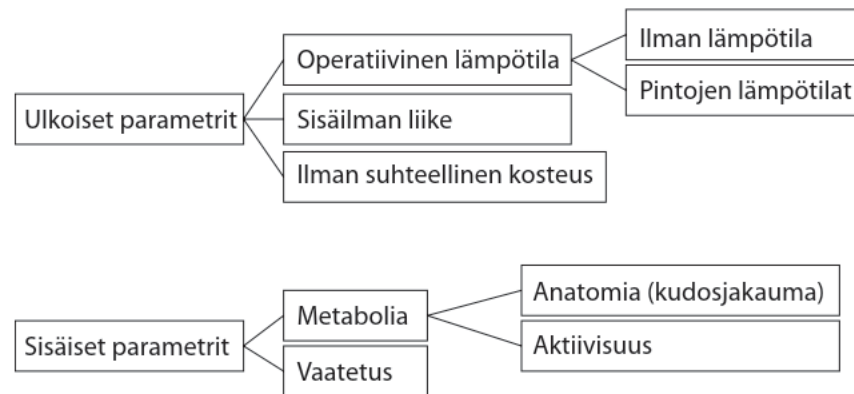 Ulkoiset parametrit
Operatiivinen lämpötila
Ilman lämpötila
Pintojen lämpötilat
Sisäilman liike
Ilman suhteellinen kosteus
Sisäiset parametrit
Metabolia
Anatomia (kudosjakauma)
Aktiivisuus
Vaatetus